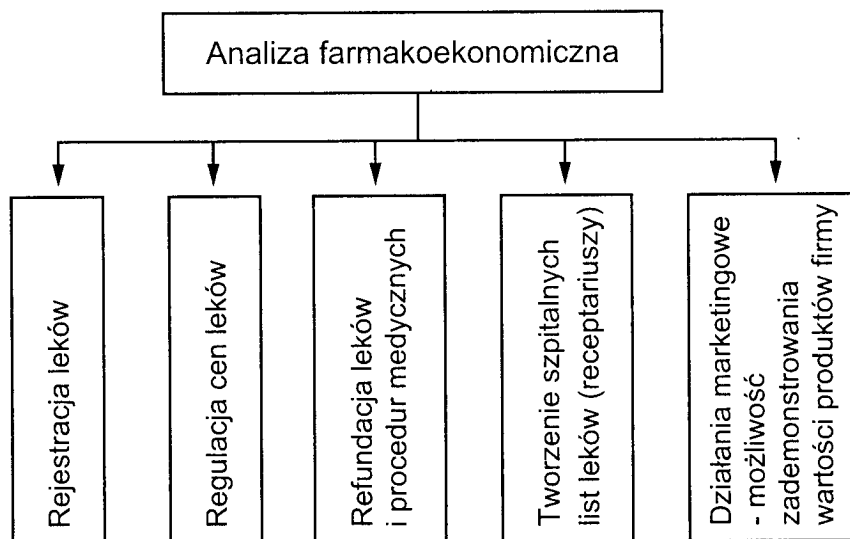 Analiza farmakoekonomiczna
Rejestracja leków
Regulacja cen leków
Refundacja leków
i procedur medycznych
Tworzenie szpitalnych
list leków (receptariuszy)
Działania marketingowe
- możliwość
zademonstrowania
wartości produktów firmy